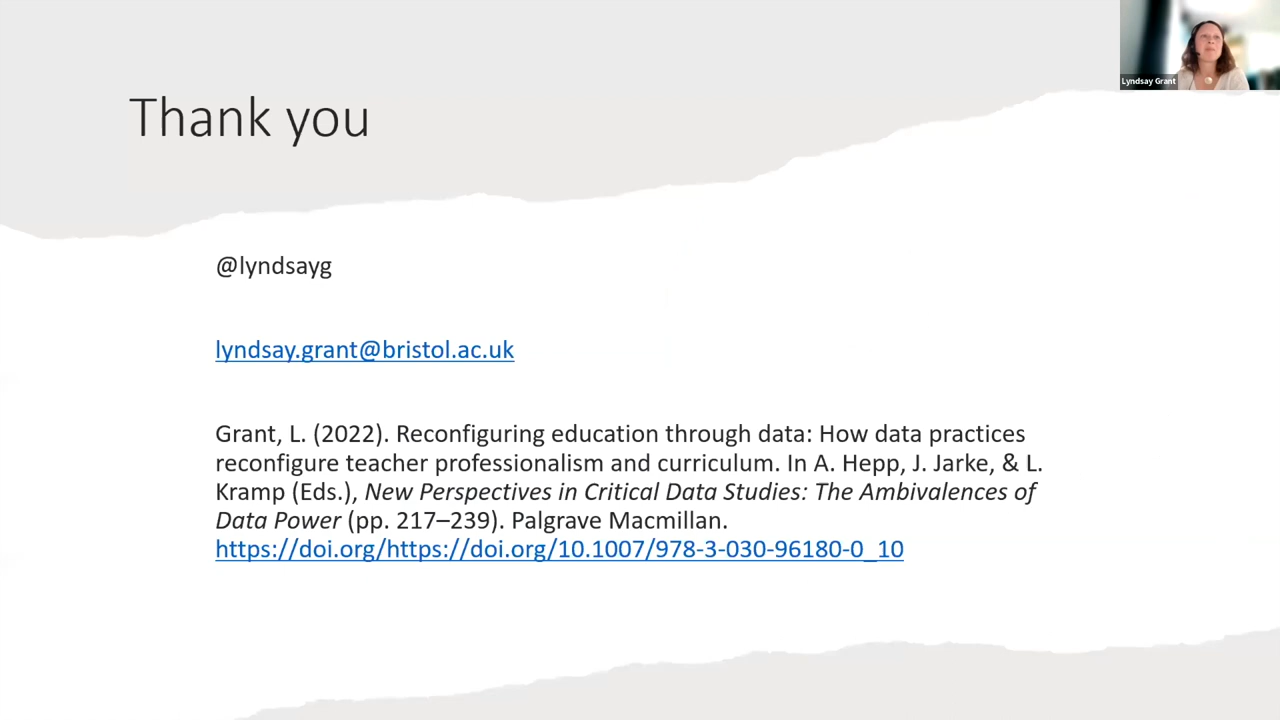 Lyndsay Grant
Thank you
@lyndsayg
lyndsay.grant@bristol.ac.uk
Grant, L. (2022). Reconfiguring education through data: How data practices
reconfigure teacher professionalism and curriculum. In A. Hepp, J. Jarke, & L.
Kramp (Eds.), New Perspectives in Critical Data Studies: The Ambivalences of
Data Power (pp. 217–239). Palgrave Macmillan.
https://doi.org/https://doi.org/10.1007/978-3-030-96180-0_10